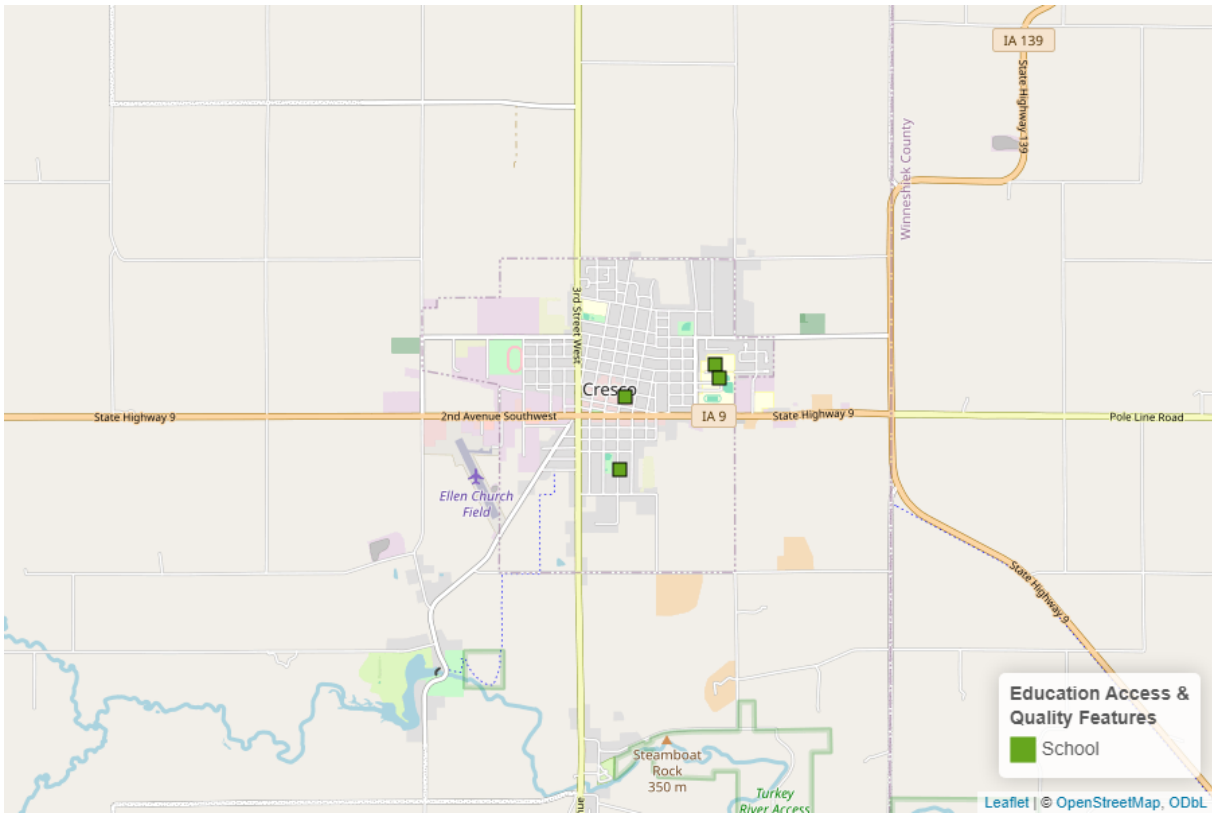 IA 139
State Highway 139
Winneshiek County
3rd Street West
Cresco
State Highway 9
2nd Avenue Southwest
IA 9
State Highway 9
Pole Line Road
Ellen Church
Field
State Highway 9
Steamboat
Rock
350 m
Turkey
River Access
Education Access &
Quality Features
School
Leaflet | © OpenStreetMap, ODbL